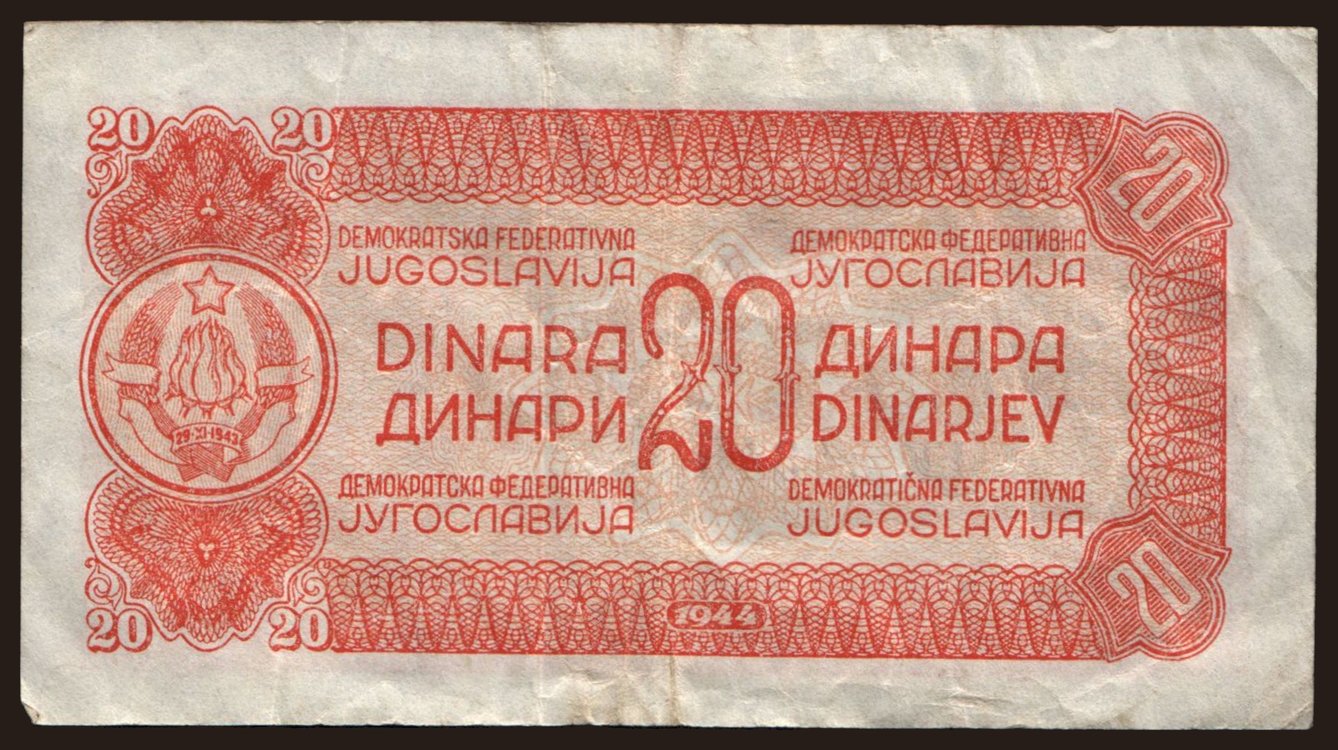 20 20
20
DEMOKRATSKA FEDERATIVNA
JUGOSLAVIJA
ДЕМОКРАТСКА ФЕДЕРАТИВНА
ЈУГОСЛАВИЈА
DINARA
ДИНАРИ
20
ДИНАРА
DINARJEV
29·XI·1943
ДЕМОКРАТСКА ФЕДЕРАТИВНА
ЈУГОСЛАВИЈА
DEMOKRATIČNA FEDERATIVNA
JUGOSLAVIJA
20
1944
20 20